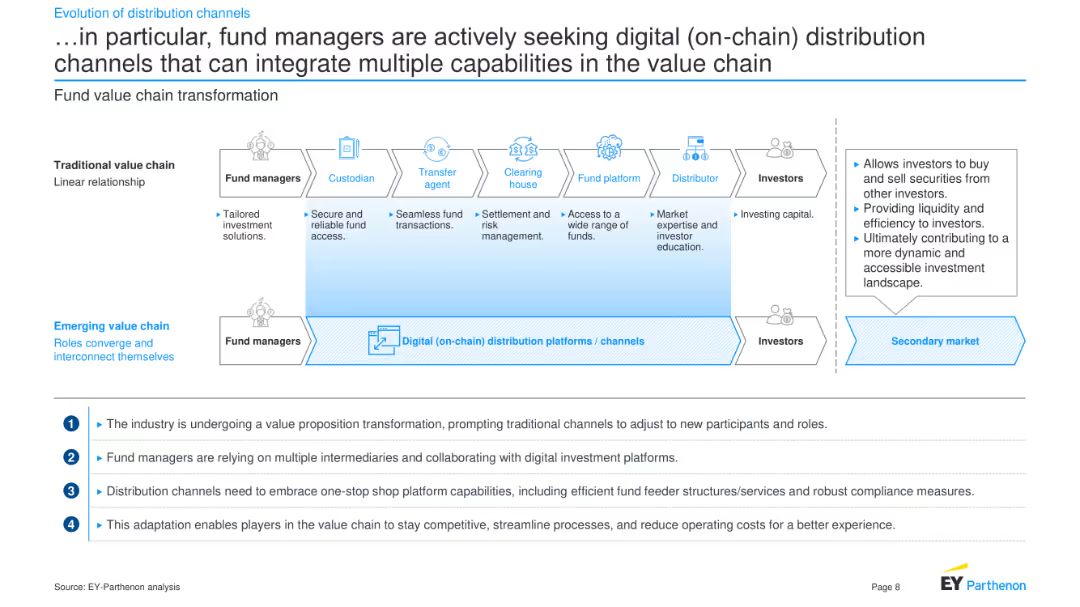 Evolution of distribution channels
…in particular, fund managers are actively seeking digital (on-chain) distribution
channels that can integrate multiple capabilities in the value chain
Fund value chain transformation
Traditional value chain
Linear relationship
Fund managers
Custodian
Transfer
agent
Clearing
house
Fund platform
Distributor
Investors
▸ Tailored
investment
solutions.
▸ Secure and
reliable fund
access.
▸ Seamless fund
transactions.
▸ Settlement and
risk
management.
▸ Access to a
wide range of
funds.
▸ Market
expertise and
investor
education.
▸ Investing capital.
▸ Allows investors to buy
and sell securities from
other investors.
▸ Providing liquidity and
efficiency to investors.
▸ Ultimately contributing to a
more dynamic and
accessible investment
landscape.
Emerging value chain
Roles converge and
interconnect themselves
Fund managers
Digital (on-chain) distribution platforms / channels
Investors
Secondary market
1 ▸ The industry is undergoing a value proposition transformation, prompting traditional channels to adjust to new participants and roles.
2 ▸ Fund managers are relying on multiple intermediaries and collaborating with digital investment platforms.
3 ▸ Distribution channels need to embrace one-stop shop platform capabilities, including efficient fund feeder structures/services and robust compliance measures.
4 ▸ This adaptation enables players in the value chain to stay competitive, streamline processes, and reduce operating costs for a better experience.
Source: EY-Parthenon analysis
Page 8
EY Parthenon